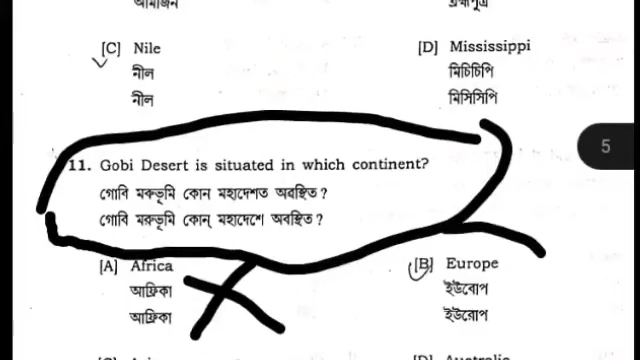 [C] Nile
নীল
নীল
[D] Mississippi
মিচিচিপি
মিসিসিপি
5
11. Gobi Desert is situated in which continent?
গোবি মৰুভূমি কোন মহাদেশত অৱস্থিত ?
গোবি মরুভূমি কোন্ মহাদেশে অবস্থিত ?
[A] Africa
আফ্ৰিকা
আফ্রিকা
[B] Europe
ইউৰোপ
ইউরোপ